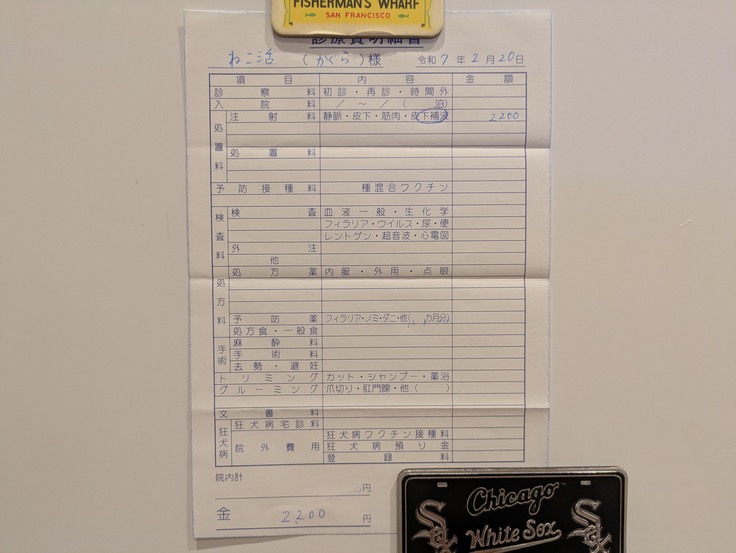 FISHERMAN'S WHARF
SAN FRANCISCO
診療費明細書
ねこ活 (かぐら)様 令和7年2月20日
項目 内容 金額
診察料 初診・再診・時間外
入院料 / ~ / ( 泊)
処置料 注射料 静脈・皮下・筋肉・皮下補液 2200
処置料
予防接種料 種混合ワクチン
検査料 検査 血液一般・生化学
フィラリア・ウイルス・尿・便
レントゲン・超音波・心電図
外注
他
処方料 処方薬 内服・外用・点眼
予防薬 フィラリア・ノミ・ダニ・他( , カ月分)
処方食・一般食
手術 麻酔料
手術料
去勢・避妊
トリミング カット・シャンプー・薬浴
グルーミング 爪切り・肛門腺・他( )
文書料
狂犬病 狂犬病宅診料
院外費用 狂犬病ワクチン接種料
狂犬病預り金
登録料
院内計
円
金 2,200 円
Chicago
White Sox
Sox
Sox